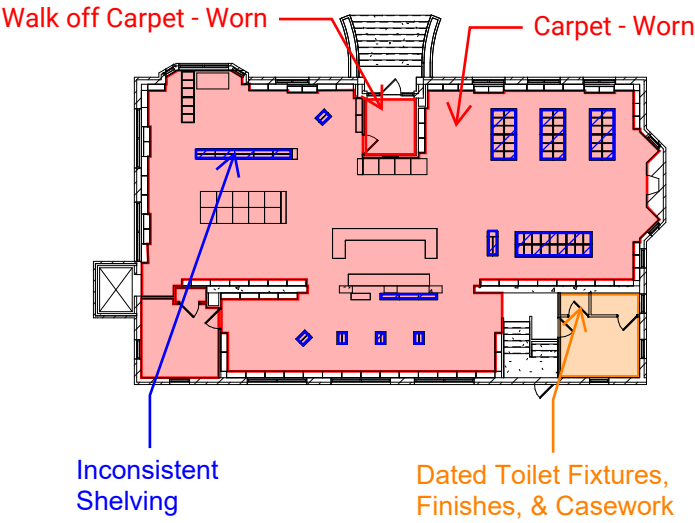 Walk off Carpet - Worn
Carpet - Worn
Inconsistent
Shelving
Dated Toilet Fixtures,
Finishes, & Casework